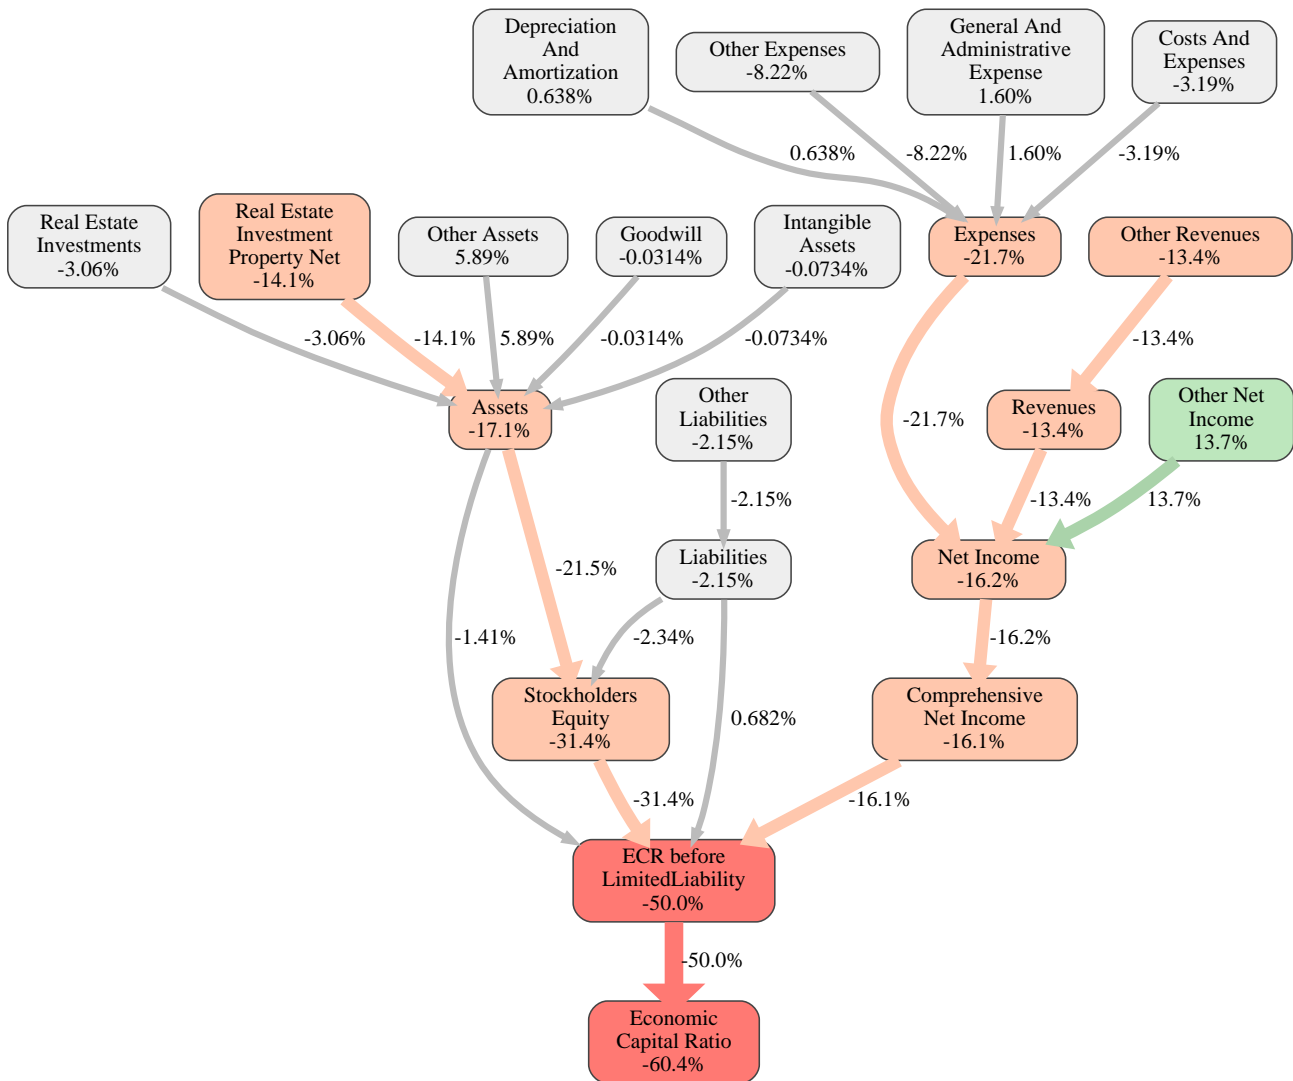 Depreciation
And
Amortization
0.638%
Other Expenses
-8.22%
General And
Administrative
Expense
1.60%
Costs And
Expenses
-3.19%
0.638%
-8.22%
1.60%
-3.19%
Real Estate
Investments
-3.06%
Real Estate
Investment
Property Net
-14.1%
Other Assets
5.89%
Goodwill
-0.0314%
Intangible
Assets
-0.0734%
Expenses
-21.7%
Other Revenues
-13.4%
-3.06%
-14.1%
5.89%
-0.0314%
-0.0734%
-13.4%
Assets
-17.1%
Other
Liabilities
-2.15%
-21.7%
Revenues
-13.4%
Other Net
Income
13.7%
-2.15%
-13.4%
13.7%
-21.5%
Liabilities
-2.15%
Net Income
-16.2%
-1.41%
-2.34%
-16.2%
Stockholders
Equity
-31.4%
0.682%
Comprehensive
Net Income
-16.1%
-31.4%
-16.1%
ECR before
LimitedLiability
-50.0%
-50.0%
Economic
Capital Ratio
-60.4%